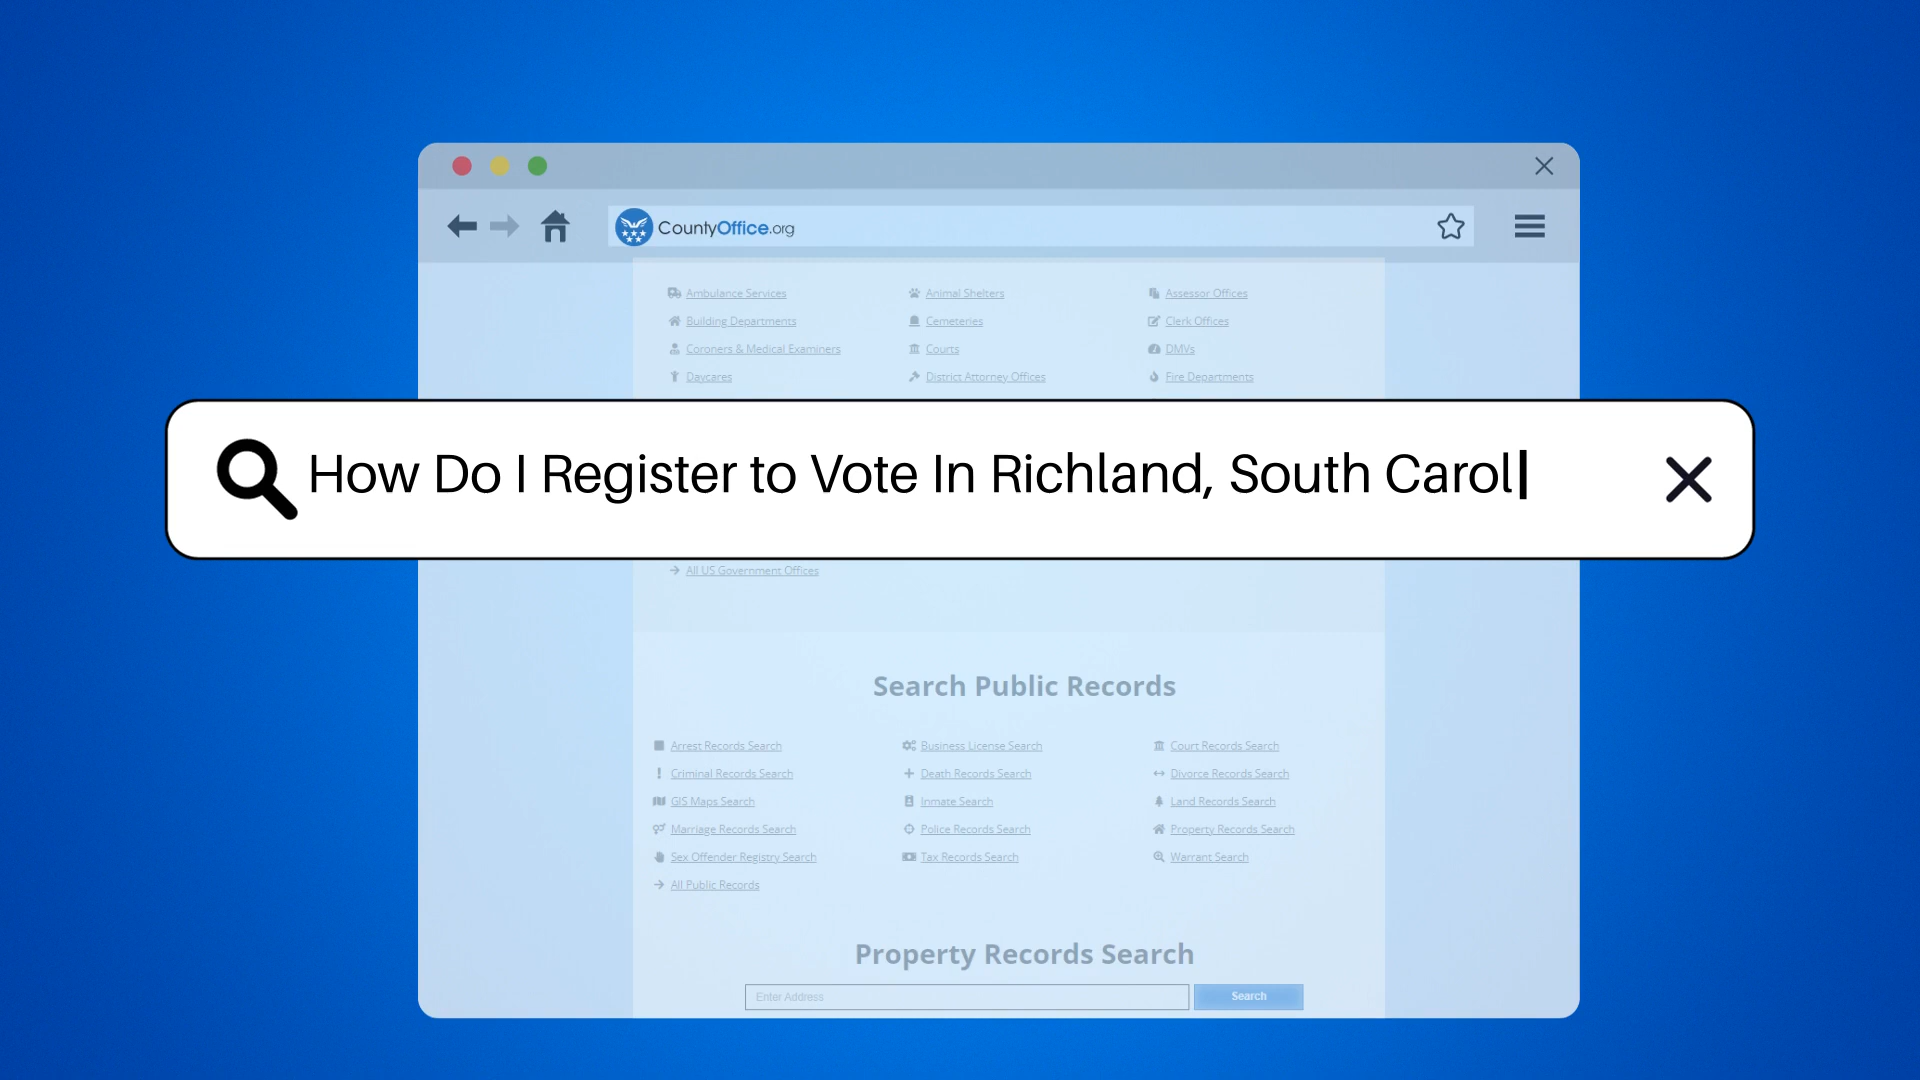 CountyOffice.org
Ambulance Services Animal Shelters Assessor Offices
Building Departments Cemeteries Clerk Offices
Coroners & Medical Examiners Courts DMVs
Daycares District Attorney Offices Fire Departments
How Do I Register to Vote In Richland, South Carol
All US Government Offices
Search Public Records
Arrest Records Search Business License Search Court Records Search
Criminal Records Search Death Records Search Divorce Records Search
GIS Maps Search Inmate Search Land Records Search
Marriage Records Search Police Records Search Property Records Search
Sex Offender Registry Search Tax Records Search Warrant Search
All Public Records
Property Records Search
Enter Address Search